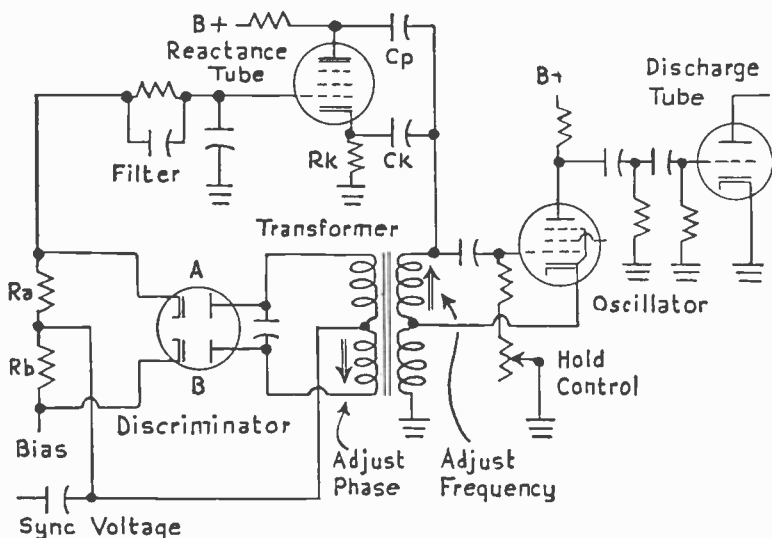 B+
Reactance
Tube
Cp
Rk
Ck
Filter
B+
Discharge
Tube
Transformer
Oscillator
Ra
Rb
A
B
Bias
Discriminator
Hold
Control
Adjust
Phase
Adjust
Frequency
Sync Voltage